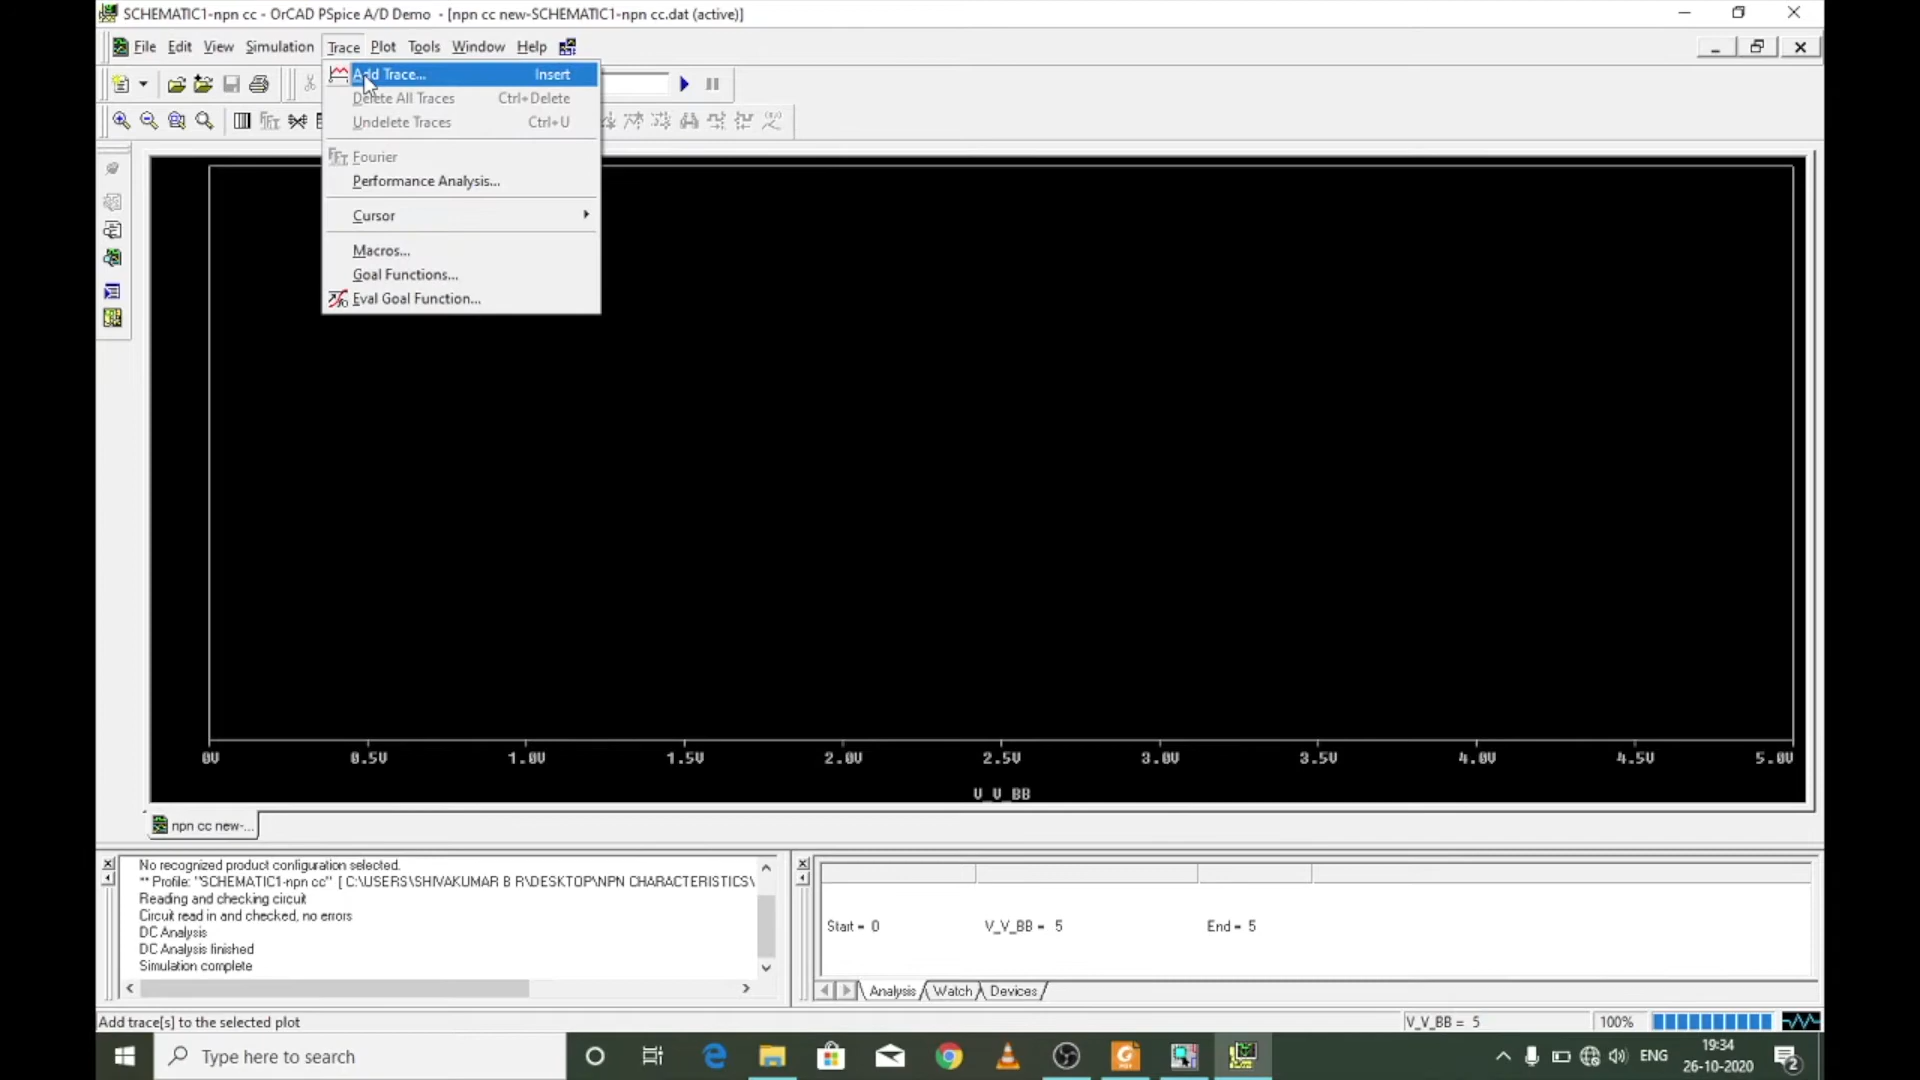 SCHEMATIC1-npn cc - OrCAD PSpice A/D Demo - [npn cc new-SCHEMATIC1-npn cc.dat (active)]
File Edit View Simulation Trace Plot Tools Window Help
Add Trace... Insert
Delete All Traces Ctrl+Delete
Undelete Traces Ctrl+U
Fourier
Performance Analysis...
Cursor
Macros...
Goal Functions...
Eval Goal Function...
0V 0.5V 1.0V 1.5V 2.0V 2.5V 3.0V 3.5V 4.0V 4.5V 5.0V
V_V_BB
npn cc new-...
No recognized product configuration selected.
** Profile: "SCHEMATIC1-npn cc" [ C:\USERS\SHIVAKUMAR B R\DESKTOP\NPN CHARACTERISTICS\
Reading and checking circuit
Circuit read in and checked, no errors
DC Analysis
DC Analysis finished
Simulation complete
Start = 0 V_V_BB = 5 End = 5
Analysis Watch Devices
Add trace[s] to the selected plot
V_V_BB = 5 100%
Type here to search
ENG
19:34
26-10-2020
2